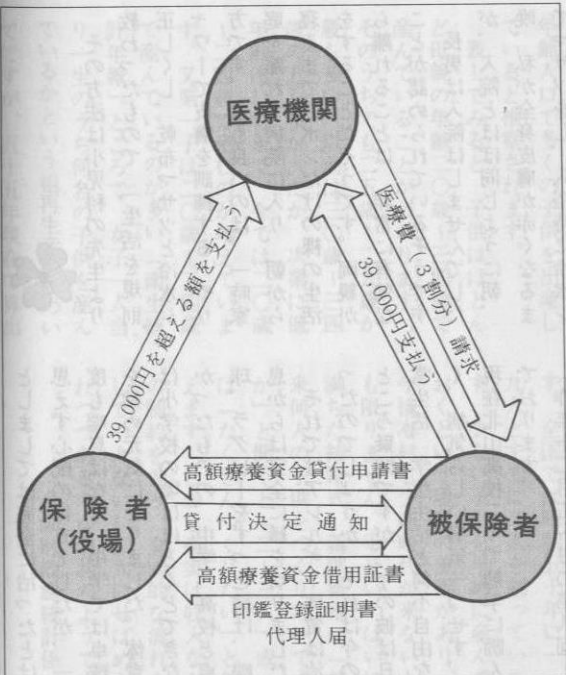 医療機関
医療費(3割分)請求
39,000円支払う
39,000円を超える額を支払う
高額療養資金貸付申請書
保険者
(役場)
貸付決定通知
被保険者
高額療養資金借用証書
印鑑登録証明書
代理人届